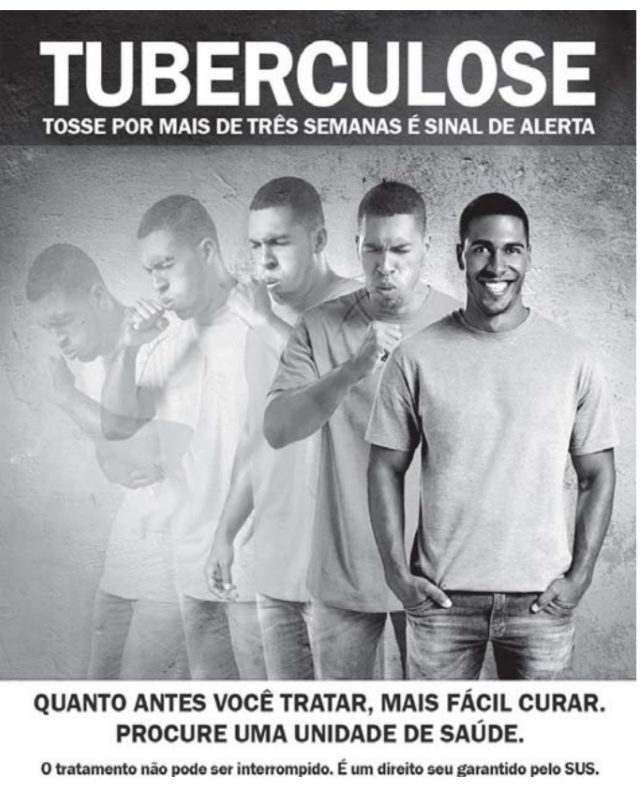 TUBERCULOSE
TOSSE POR MAIS DE TRÊS SEMANAS É SINAL DE ALERTA
QUANTO ANTES VOCÊ TRATAR, MAIS FÁCIL CURAR.
PROCURE UMA UNIDADE DE SAÚDE.
O tratamento não pode ser interrompido. É um direito seu garantido pelo SUS.